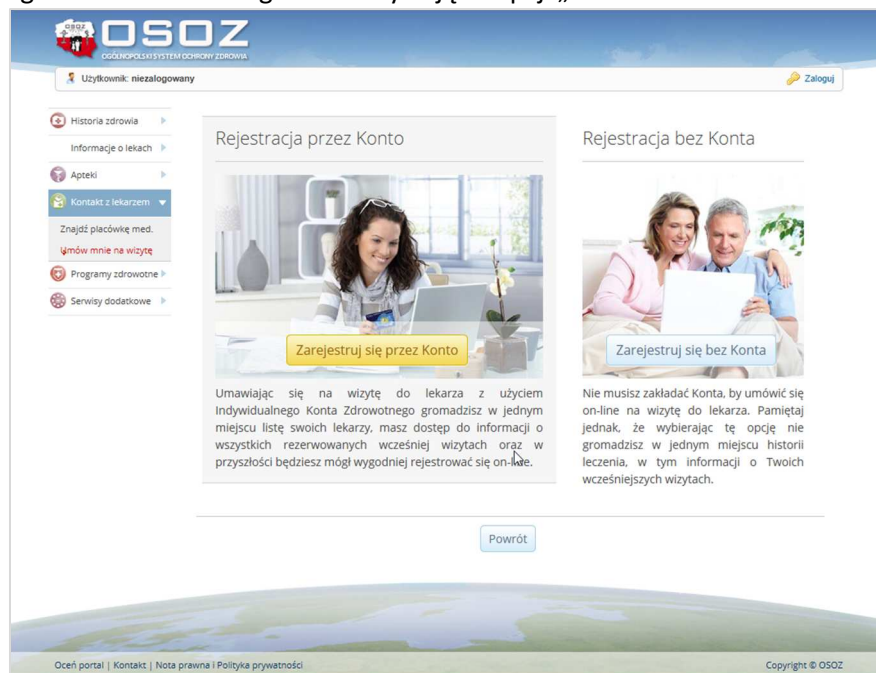 OSOZ
OGÓLNOPOLSKI SYSTEM OCHRONY ZDROWIA
Użytkownik: niezalogowany
Zaloguj
Historia zdrowia
Informacje o lekach
Apteki
Kontakt z lekarzem
Znajdź placówkę med.
Umów mnie na wizytę
Programy zdrowotne
Serwisy dodatkowe
Rejestracja przez Konto
Zarejestruj się przez Konto
Umawiając się na wizytę do lekarza z użyciem
Indywidualnego Konta Zdrowotnego gromadzisz w jednym
miejscu listę swoich lekarzy, masz dostęp do informacji o
wszystkich rezerwowanych wcześniej wizytach oraz w
przyszłości będziesz mógł wygodniej rejestrować się on-line.
Rejestracja bez Konta
Zarejestruj się bez Konta
Nie musisz zakładać Konta, by umówić się
on-line na wizytę do lekarza. Pamiętaj
jednak, że wybierając tę opcję nie
gromadzisz w jednym miejscu historii
leczenia, w tym informacji o Twoich
wcześniejszych wizytach.
Powrót
Oceń portal | Kontakt | Nota prawna i Polityka prywatności
Copyright © OSOZ